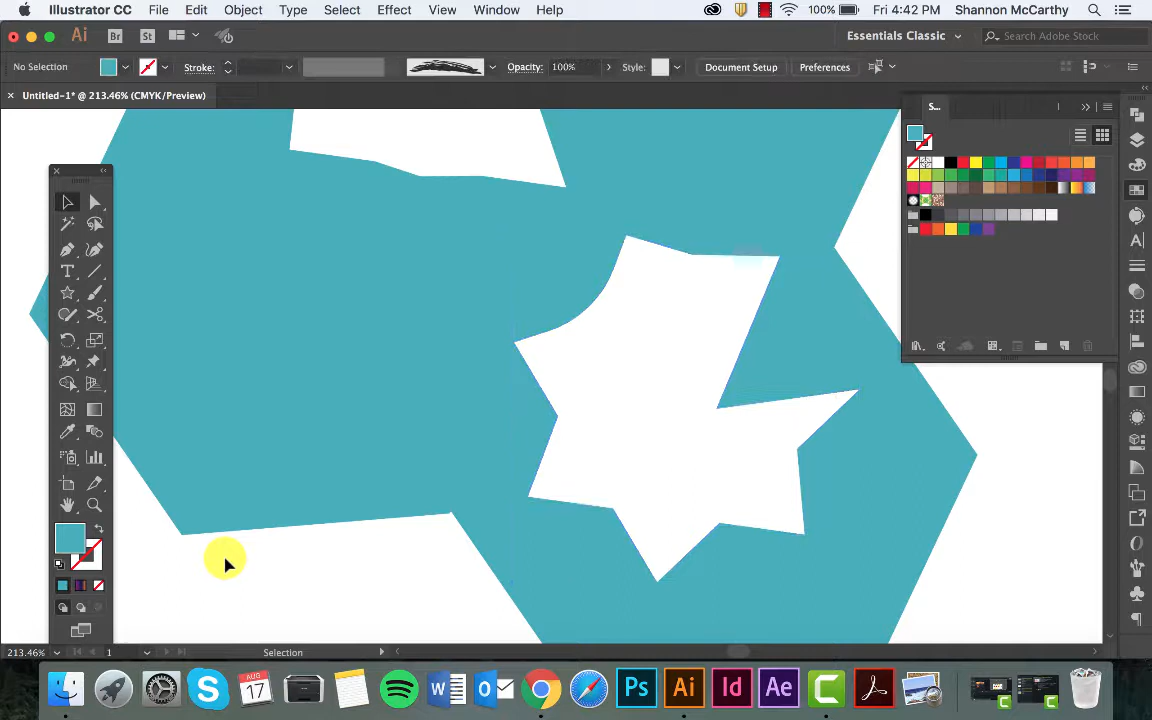 Illustrator CC File Edit Object Type Select Effect View Window Help 100% Fri 4:42 PM Shannon McCarthy
Ai Br St Essentials Classic Search Adobe Stock
No Selection Stroke: Opacity: 100% Style: Document Setup Preferences
Untitled-1* @ 213.46% (CMYK/Preview)
S...
213.46% 1 Selection
AUG
17
Ps Ai Id Ae